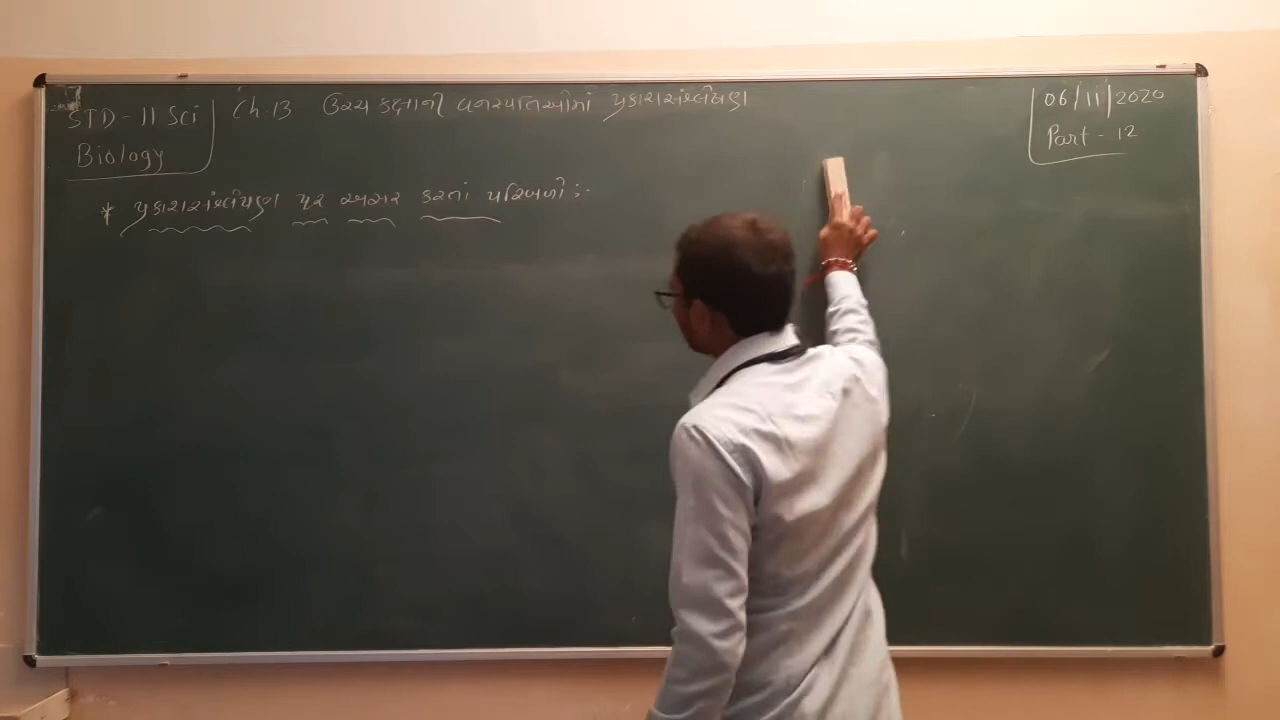 STD - 11 Sci
Biology
Ch.13 ઉચ્ચ કક્ષાની વનસ્પતિઓમાં પ્રકાશસંશ્લેષણ
06/11/2020
Part - 12
* પ્રકાશસંશ્લેષણ પર અસર કરતાં પરિબળો :-